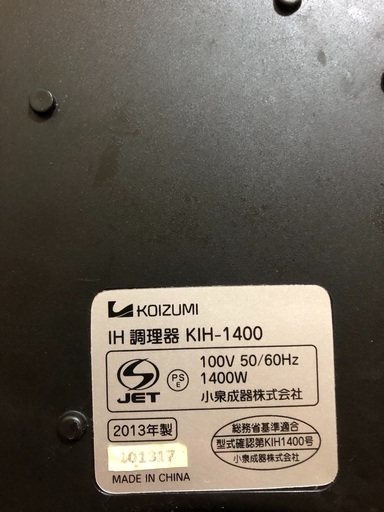 KOIZUMI
IH 調理器 KIH-1400
100V 50/60Hz
1400W
小泉成器株式会社
S JET
PS E
2013年製
総務省基準適合
型式確認第KIH1400号
小泉成器株式会社
101317
MADE IN CHINA